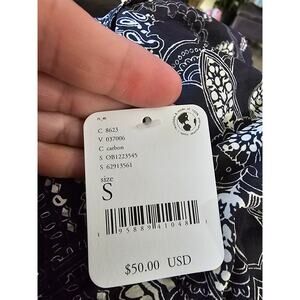 C 8623
V 037006
C carbon
S OB1223545
S 62913561
size
S
$50.00 USD